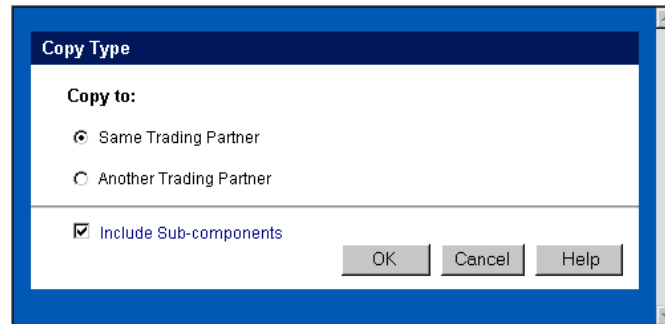 Copy Type
Copy to:
Same Trading Partner
Another Trading Partner
Include Sub-components
OK Cancel Help